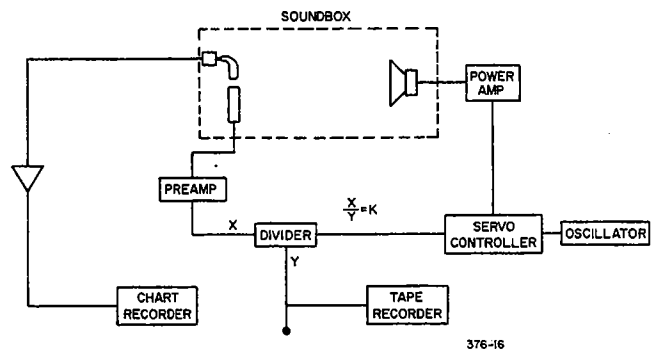 SOUNDBOX
POWER
AMP
PREAMP
X
X/Y = K
DIVIDER
Y
SERVO
CONTROLLER
OSCILLATOR
CHART
RECORDER
TAPE
RECORDER
376-16